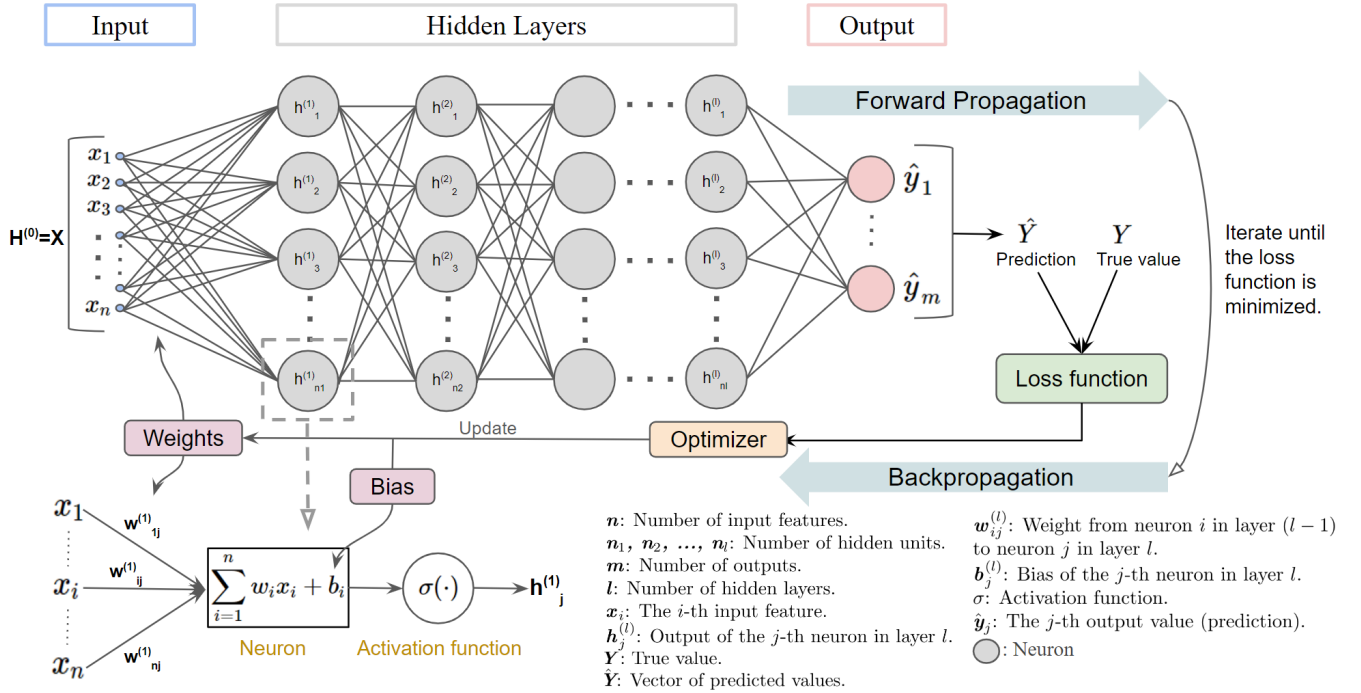 Input
Hidden Layers
Output
Forward Propagation
H⁽⁰⁾=X
x₁
x₂
x₃
xₙ
h⁽¹⁾₁
h⁽¹⁾₂
h⁽¹⁾₃
h⁽¹⁾ₙ₁
h⁽²⁾₁
h⁽²⁾₂
h⁽²⁾₃
h⁽²⁾ₙ₂
h⁽ˡ⁾₁
h⁽ˡ⁾₂
h⁽ˡ⁾₃
h⁽ˡ⁾ₙₗ
ŷ₁
ŷₘ
Ŷ
Prediction
Y
True value
Iterate until
the loss
function is
minimized.
Loss function
Optimizer
Update
Weights
Bias
Backpropagation
x₁
xᵢ
xₙ
w⁽¹⁾₁ⱼ
w⁽¹⁾ᵢⱼ
w⁽¹⁾ₙⱼ
n
∑ wᵢxᵢ + bᵢ
i=1
Neuron
σ(·)
Activation function
h⁽¹⁾ⱼ
n: Number of input features.
n₁, n₂, ..., nₗ: Number of hidden units.
m: Number of outputs.
l: Number of hidden layers.
xᵢ: The i-th input feature.
hⱼ⁽ˡ⁾: Output of the j-th neuron in layer l.
Y: True value.
Ŷ: Vector of predicted values.
wᵢⱼ⁽ˡ⁾: Weight from neuron i in layer (l − 1)
to neuron j in layer l.
bⱼ⁽ˡ⁾: Bias of the j-th neuron in layer l.
σ: Activation function.
ŷⱼ: The j-th output value (prediction).
: Neuron